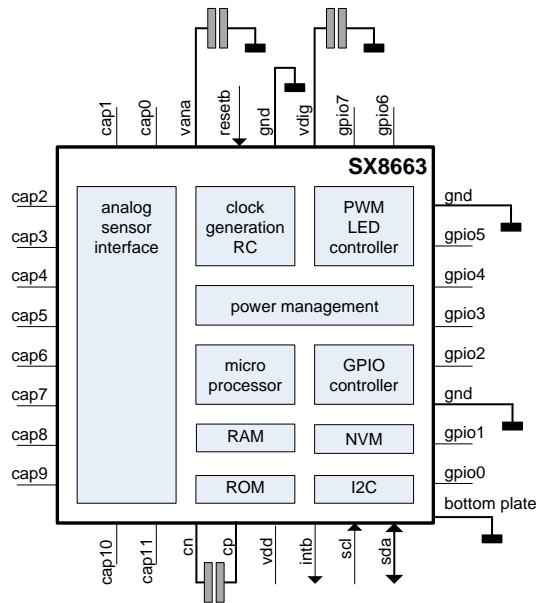 cap1
cap0
vana
resetb
gnd
vdig
gpio7
gpio6
SX8663
cap2
cap3
cap4
cap5
cap6
cap7
cap8
cap9
analog
sensor
interface
clock
generation
RC
PWM
LED
controller
power management
micro
processor
GPIO
controller
RAM
NVM
ROM
I2C
gnd
gpio5
gpio4
gpio3
gpio2
gnd
gpio1
gpio0
bottom plate
cap10
cap11
cn
cp
vdd
intb
scl
sda